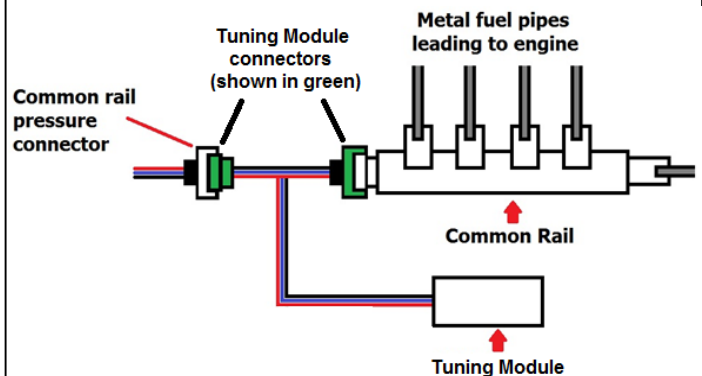 Metal fuel pipes
leading to engine
Tuning Module
connectors
(shown in green)
Common rail
pressure
connector
Common Rail
Tuning Module